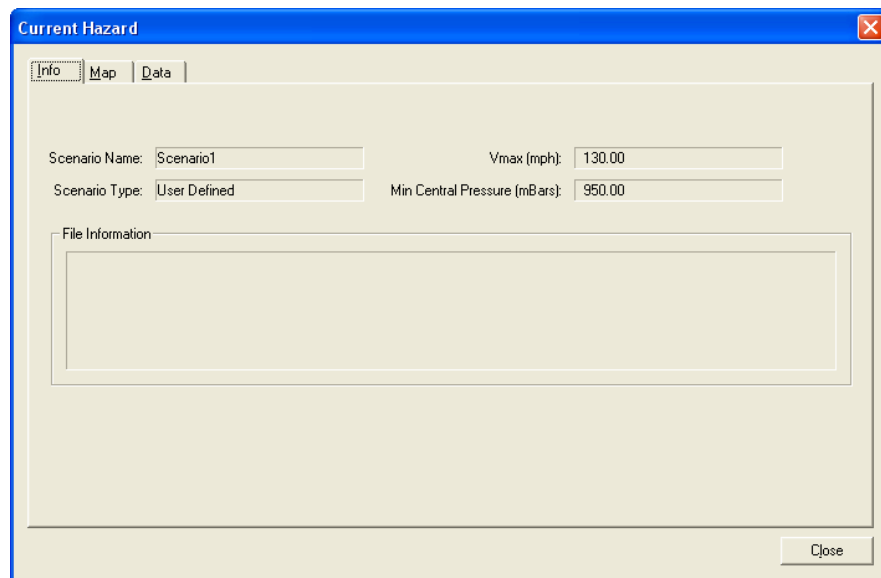 Current Hazard
Info Map Data
Scenario Name: Scenario1 Vmax (mph): 130.00
Scenario Type: User Defined Min Central Pressure (mBars): 950.00
File Information
Close